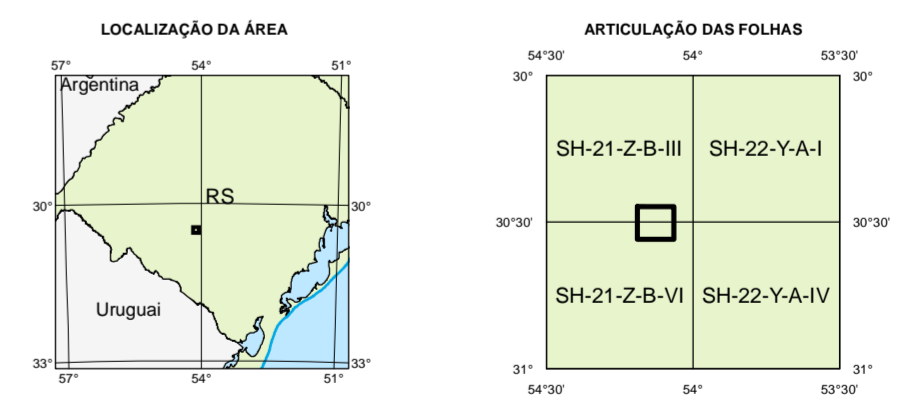 LOCALIZAÇÃO DA ÁREA
57° 54° 51°
Argentina
RS
30° 30°
Uruguai
33° 33°
57° 54° 51°
ARTICULAÇÃO DAS FOLHAS
54°30' 54° 53°30'
30° 30°
SH-21-Z-B-III SH-22-Y-A-I
30°30' 30°30'
SH-21-Z-B-VI SH-22-Y-A-IV
31° 31°
54°30' 54° 53°30'